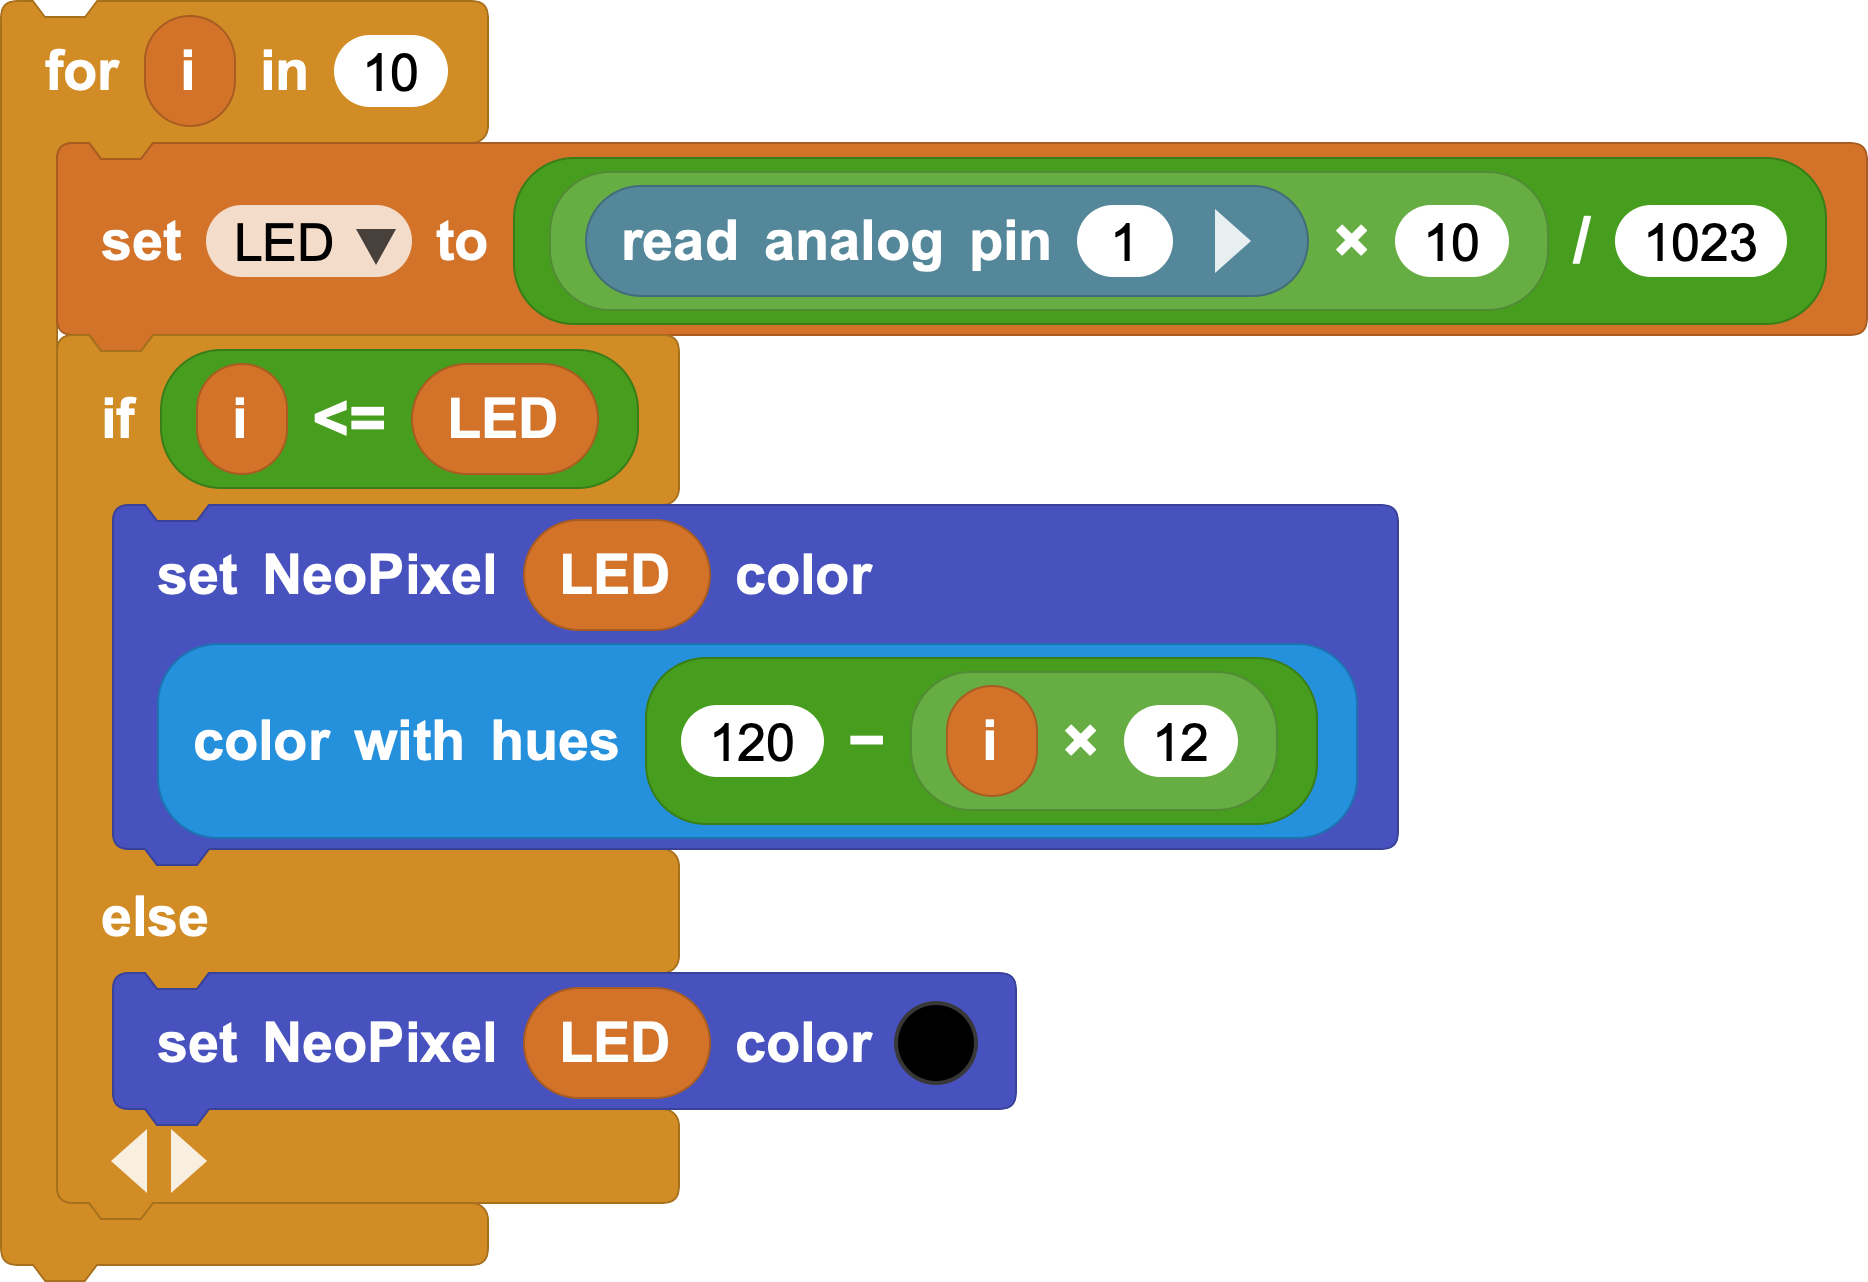 for i in 10
set LED to read analog pin 1 × 10 / 1023
if i <= LED
set NeoPixel LED color
color with hues 120 − i × 12
else
set NeoPixel LED color